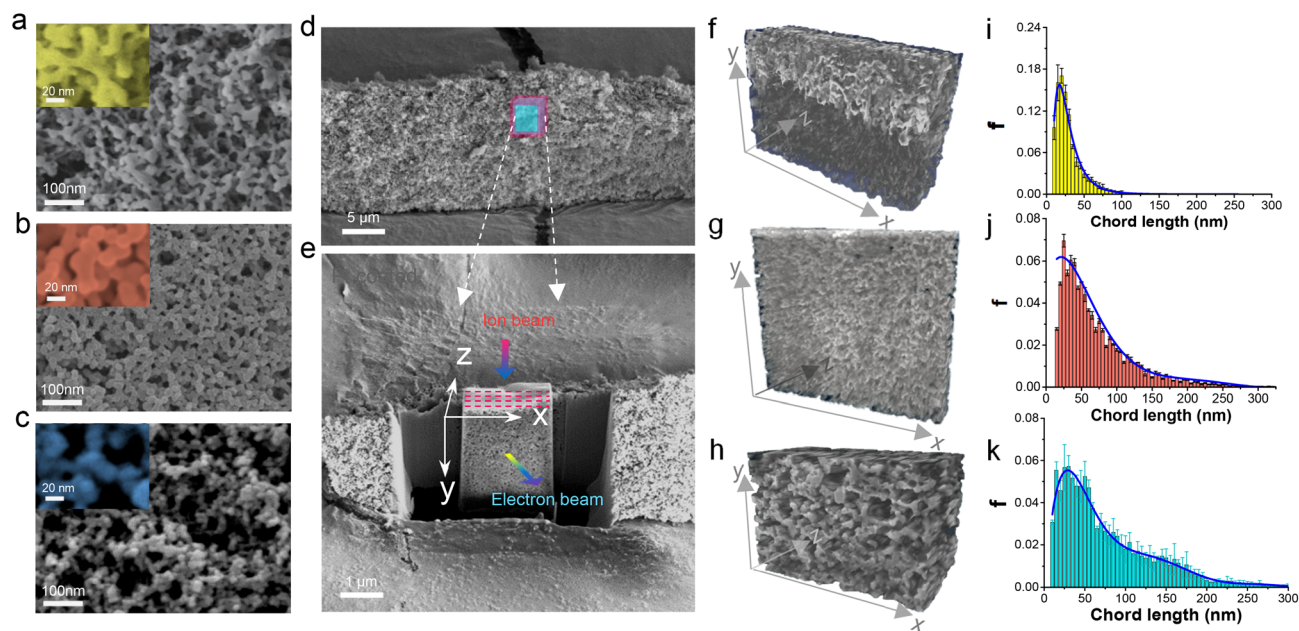 a
20 nm
100nm
b
20 nm
100nm
c
20 nm
100nm
d
5 µm
e
Ion beam
z
x
y
Electron beam
1 µm
f
y
z
x
g
y
z
x
h
y
z
x
i
0.24
0.18
0.12
0.06
0.00
f
0 50 100 150 200 250 300
Chord length (nm)
j
0.08
0.06
0.04
0.02
0.00
f
0 50 100 150 200 250 300
Chord length (nm)
k
0.06
0.04
0.02
0.00
f
0 50 100 150 200 250 300
Chord length (nm)